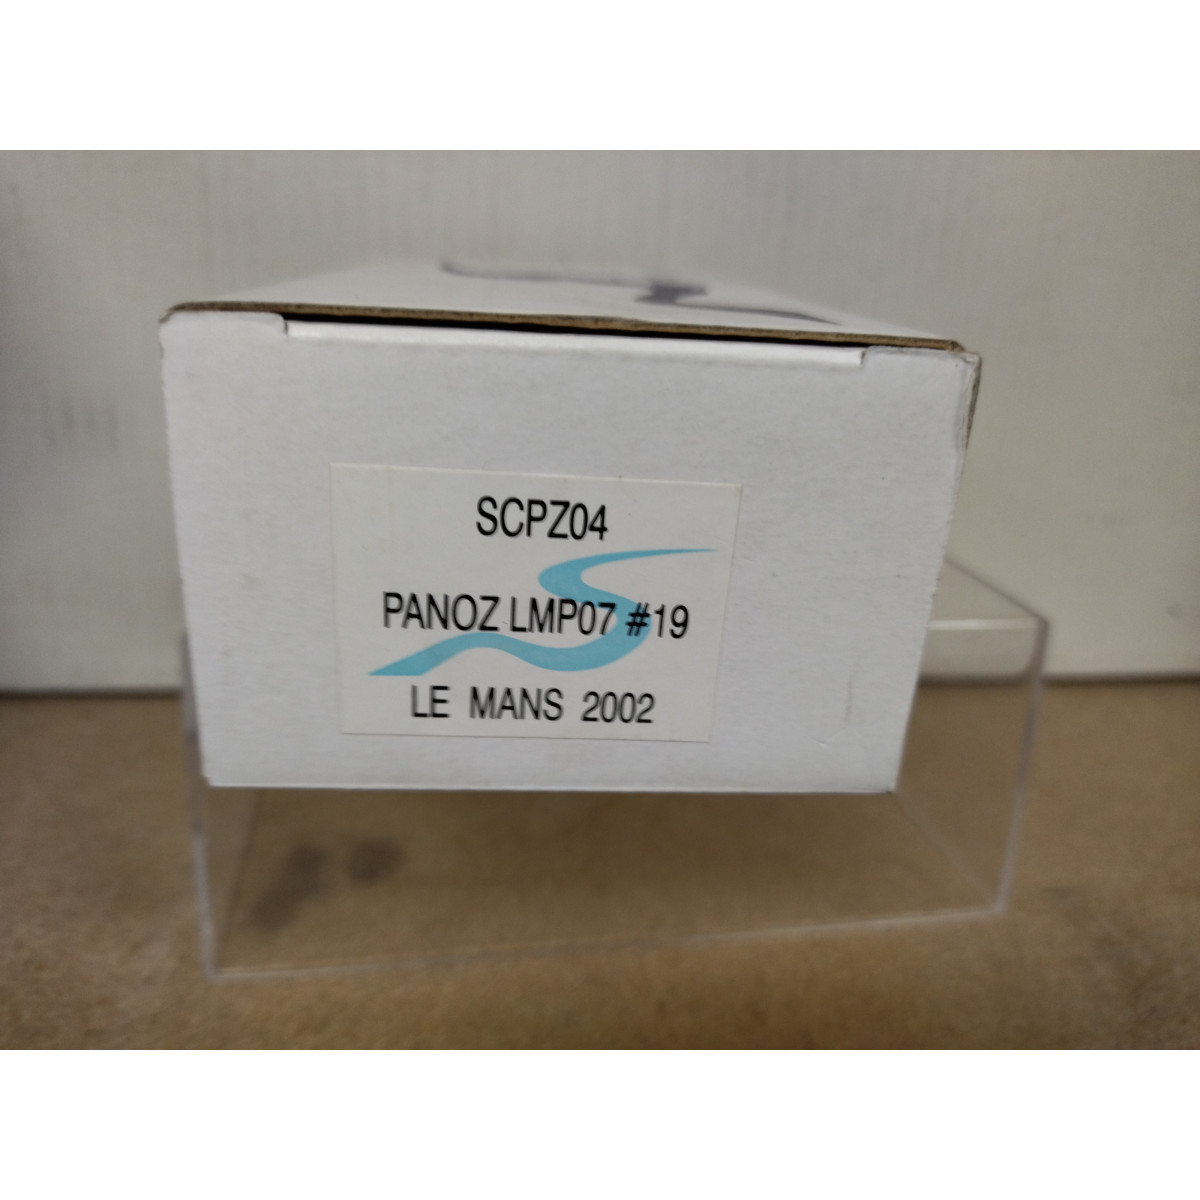 SCPZ04
PANOZ LMP07 #19
LE MANS 2002